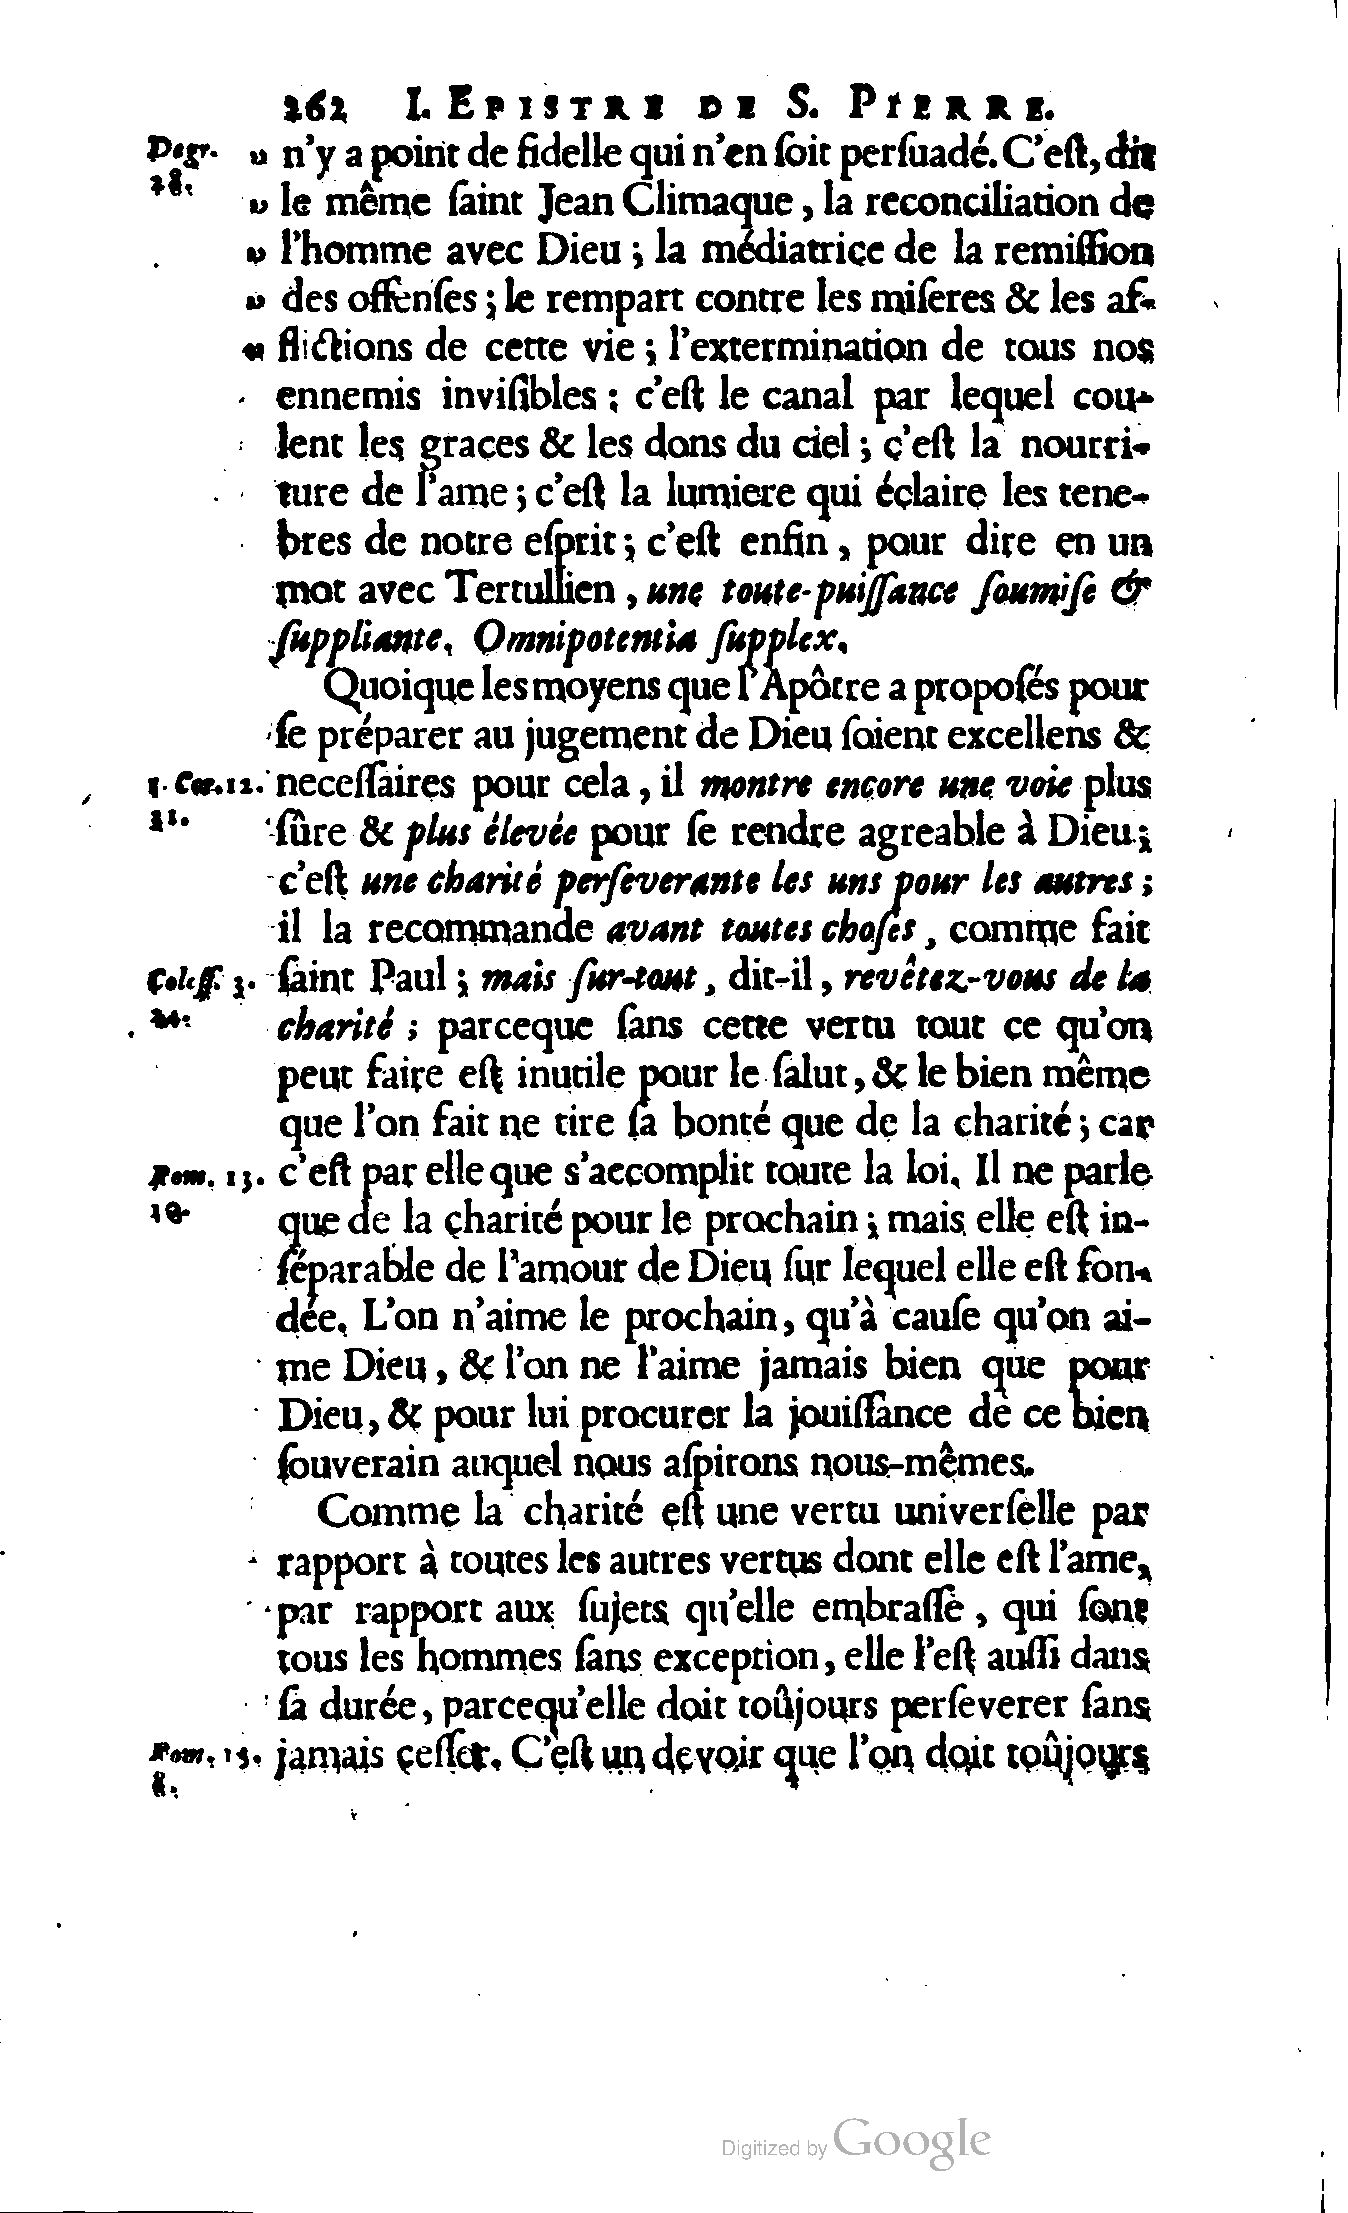 262 I. EPISTRE DE S. PIERRE.
Degr. 28. » n'y a point de fidelle qui n'en ſoit perſuadé. C'eſt, dit
» le même ſaint Jean Climaque, la reconciliation de
» l'homme avec Dieu ; la médiatrice de la remiſſion
» des offenſes ; le rempart contre les miſeres & les af-
« flictions de cette vie ; l'extermination de tous nos
ennemis inviſibles ; c'eſt le canal par lequel cou-
lent les graces & les dons du ciel ; c'eſt la nourri-
ture de l'ame ; c'eſt la lumiere qui éclaire les tene-
bres de notre eſprit ; c'eſt enfin, pour dire en un
mot avec Tertullien, une toute-puiſſance ſoumiſe &
ſuppliante, Omnipotentia ſupplex.
Quoique les moyens que l'Apôtre a propoſés pour
ſe préparer au jugement de Dieu ſoient excellens &
1. Cor. 12. neceſſaires pour cela, il montre encore une voie plus
31. ſûre & plus élevée pour ſe rendre agreable à Dieu ;
c'eſt une charité perſeverante les uns pour les autres ;
il la recommande avant toutes choſes, comme fait
Coloſſ. 3. ſaint Paul ; mais ſur-tout, dit-il, revêtez-vous de la
charité ; parceque ſans cette vertu tout ce qu'on
peut faire eſt inutile pour le ſalut, & le bien même
que l'on fait ne tire ſa bonté que de la charité ; car
Rom. 13. c'eſt par elle que s'accomplit toute la loi. Il ne parle
10. que de la charité pour le prochain ; mais elle eſt in-
ſéparable de l'amour de Dieu ſur lequel elle eſt fon-
dée. L'on n'aime le prochain, qu'à cauſe qu'on ai-
me Dieu, & l'on ne l'aime jamais bien que pour
Dieu, & pour lui procurer la jouiſſance de ce bien
ſouverain auquel nous aſpirons nous-mêmes.
Comme la charité eſt une vertu univerſelle par
rapport à toutes les autres vertus dont elle eſt l'ame,
par rapport aux ſujets qu'elle embraſſe, qui ſont
tous les hommes ſans exception, elle l'eſt auſſi dans
ſa durée, parcequ'elle doit toûjours perſeverer ſans
Rom. 13. jamais ceſſer. C'eſt un devoir que l'on doit toûjours
8.
Digitized by Google